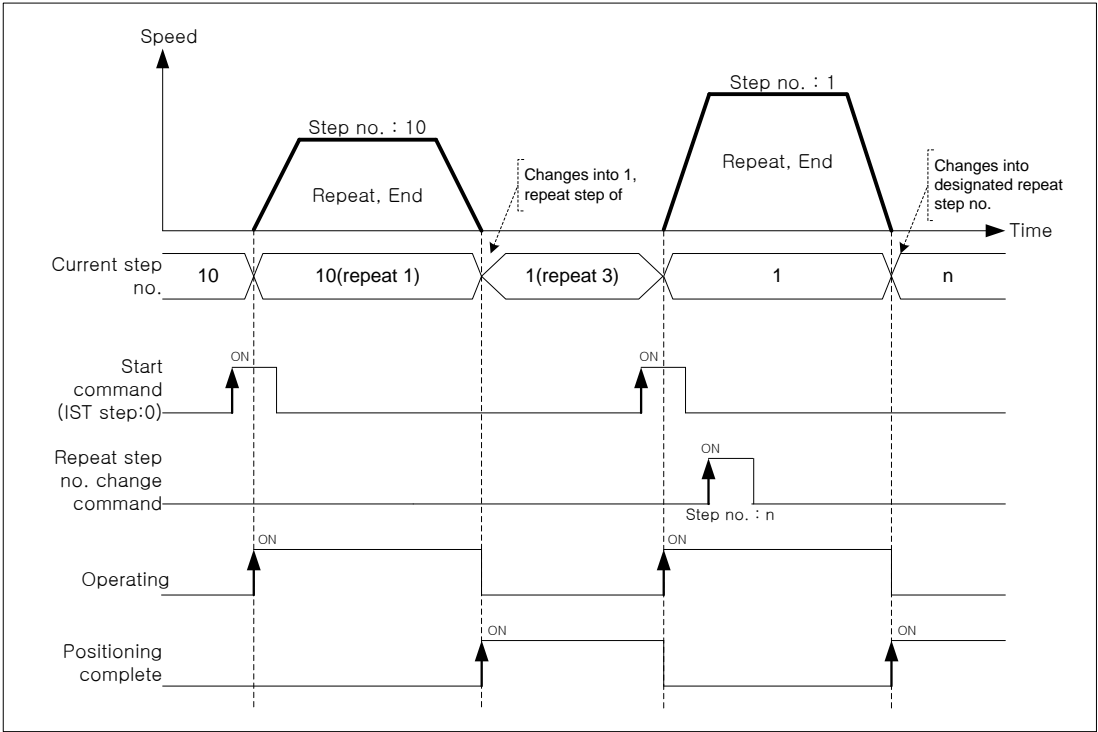 Speed
Step no. : 1
Step no. : 10
Repeat, End
Repeat, End
Changes into 1,
repeat step of
Changes into
designated repeat
step no.
Time
Current step
no.
10
10(repeat 1)
1(repeat 3)
1
n
Start
command
(IST step:0)
ON
ON
Repeat step
no. change
command
ON
Step no. : n
Operating
ON
ON
Positioning
complete
ON
ON